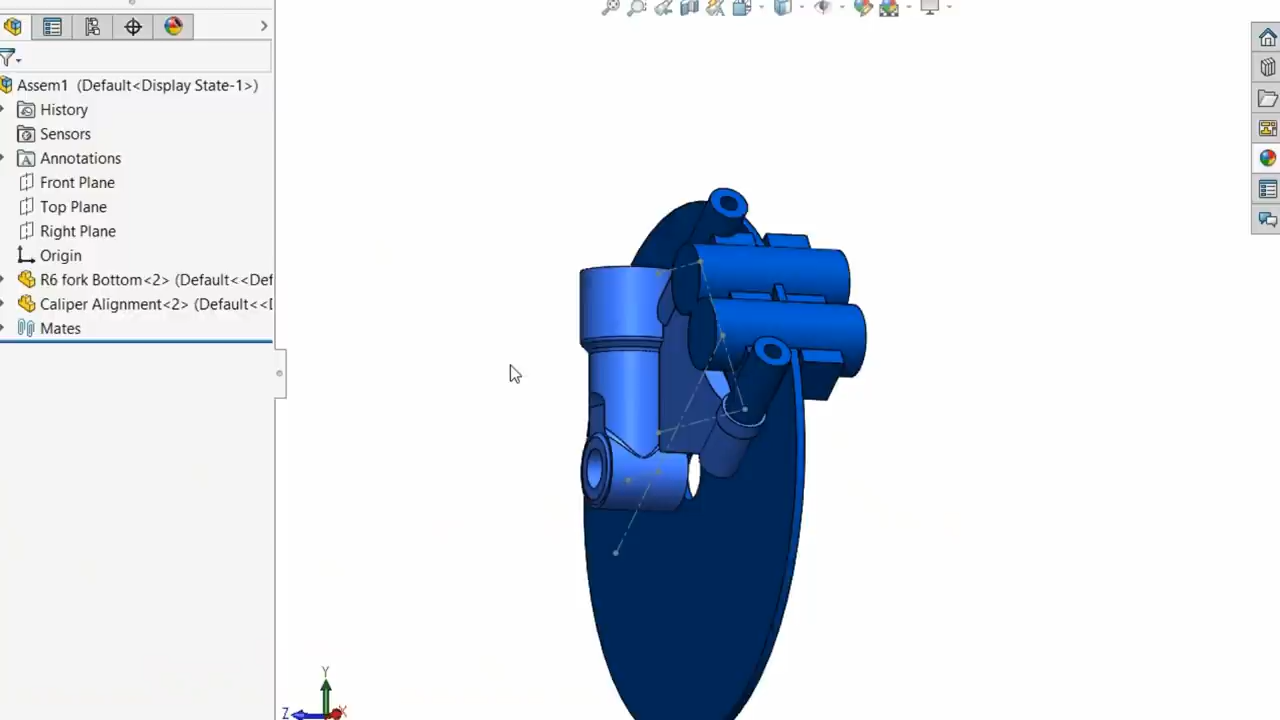 Assem1 (Default<Display State-1>)
History
Sensors
Annotations
Front Plane
Top Plane
Right Plane
Origin
R6 fork Bottom<2> (Default<<Def
Caliper Alignment<2> (Default<<D
Mates
Y
Z
X